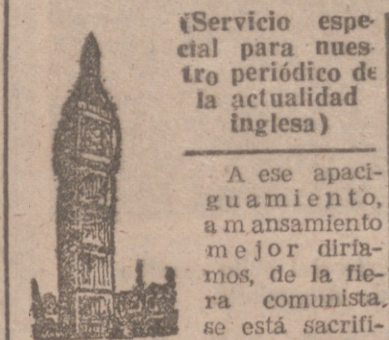 (Servicio espe-
cial para nues-
tro periódico de
la actualidad
inglesa)
A ese apaci-
guamiento,
amansamiento
mejor diría-
mos, de la fie-
ra comunista,
se está sacrifi-